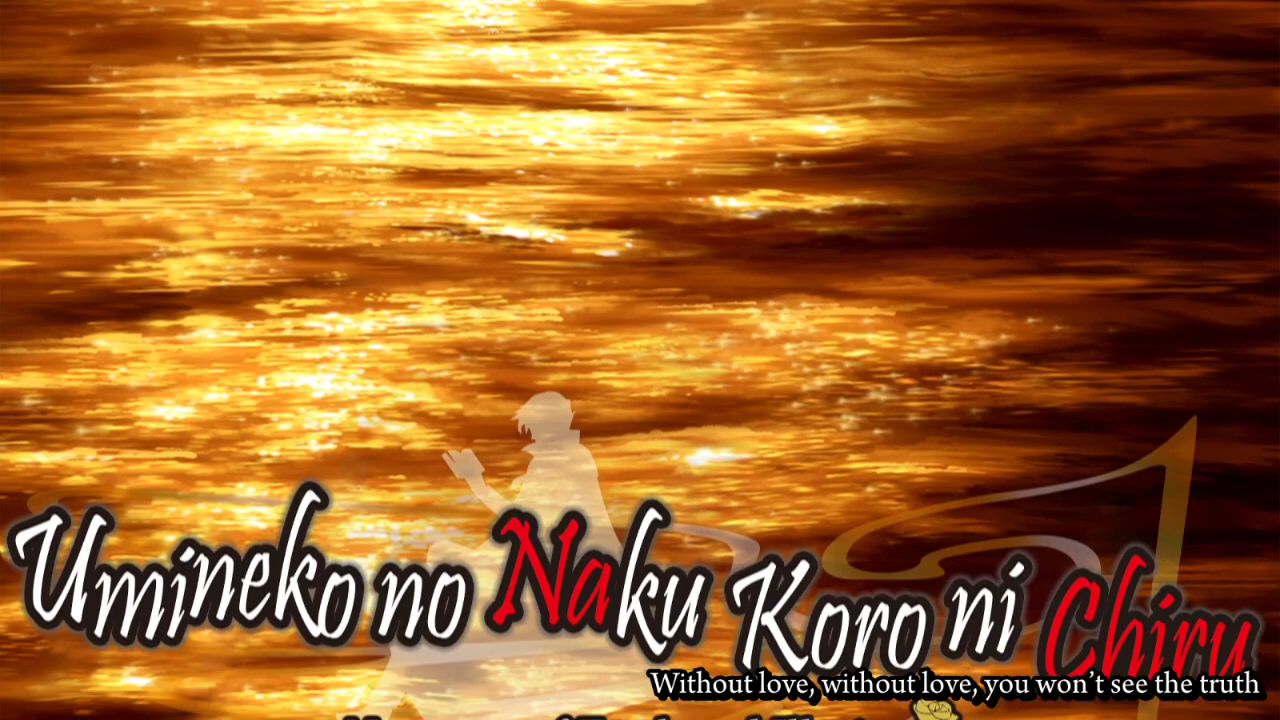 Umineko no Naku Koro ni Chiru
Without love, without love, you won't see the truth